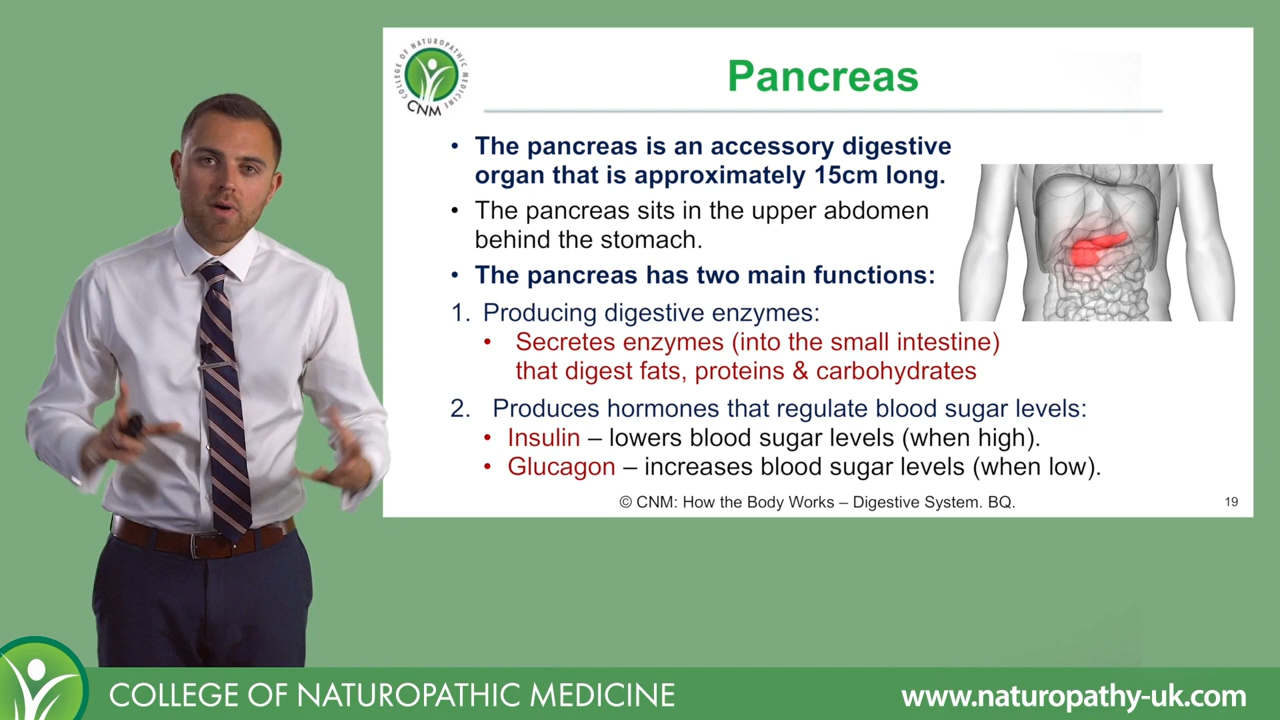 COLLEGE OF NATUROPATHIC MEDICINE
CNM
Pancreas
• The pancreas is an accessory digestive
organ that is approximately 15cm long.
• The pancreas sits in the upper abdomen
behind the stomach.
• The pancreas has two main functions:
1. Producing digestive enzymes:
• Secretes enzymes (into the small intestine)
that digest fats, proteins & carbohydrates
2. Produces hormones that regulate blood sugar levels:
• Insulin – lowers blood sugar levels (when high).
• Glucagon – increases blood sugar levels (when low).
© CNM: How the Body Works – Digestive System. BQ.
19
COLLEGE OF NATUROPATHIC MEDICINE
www.naturopathy-uk.com